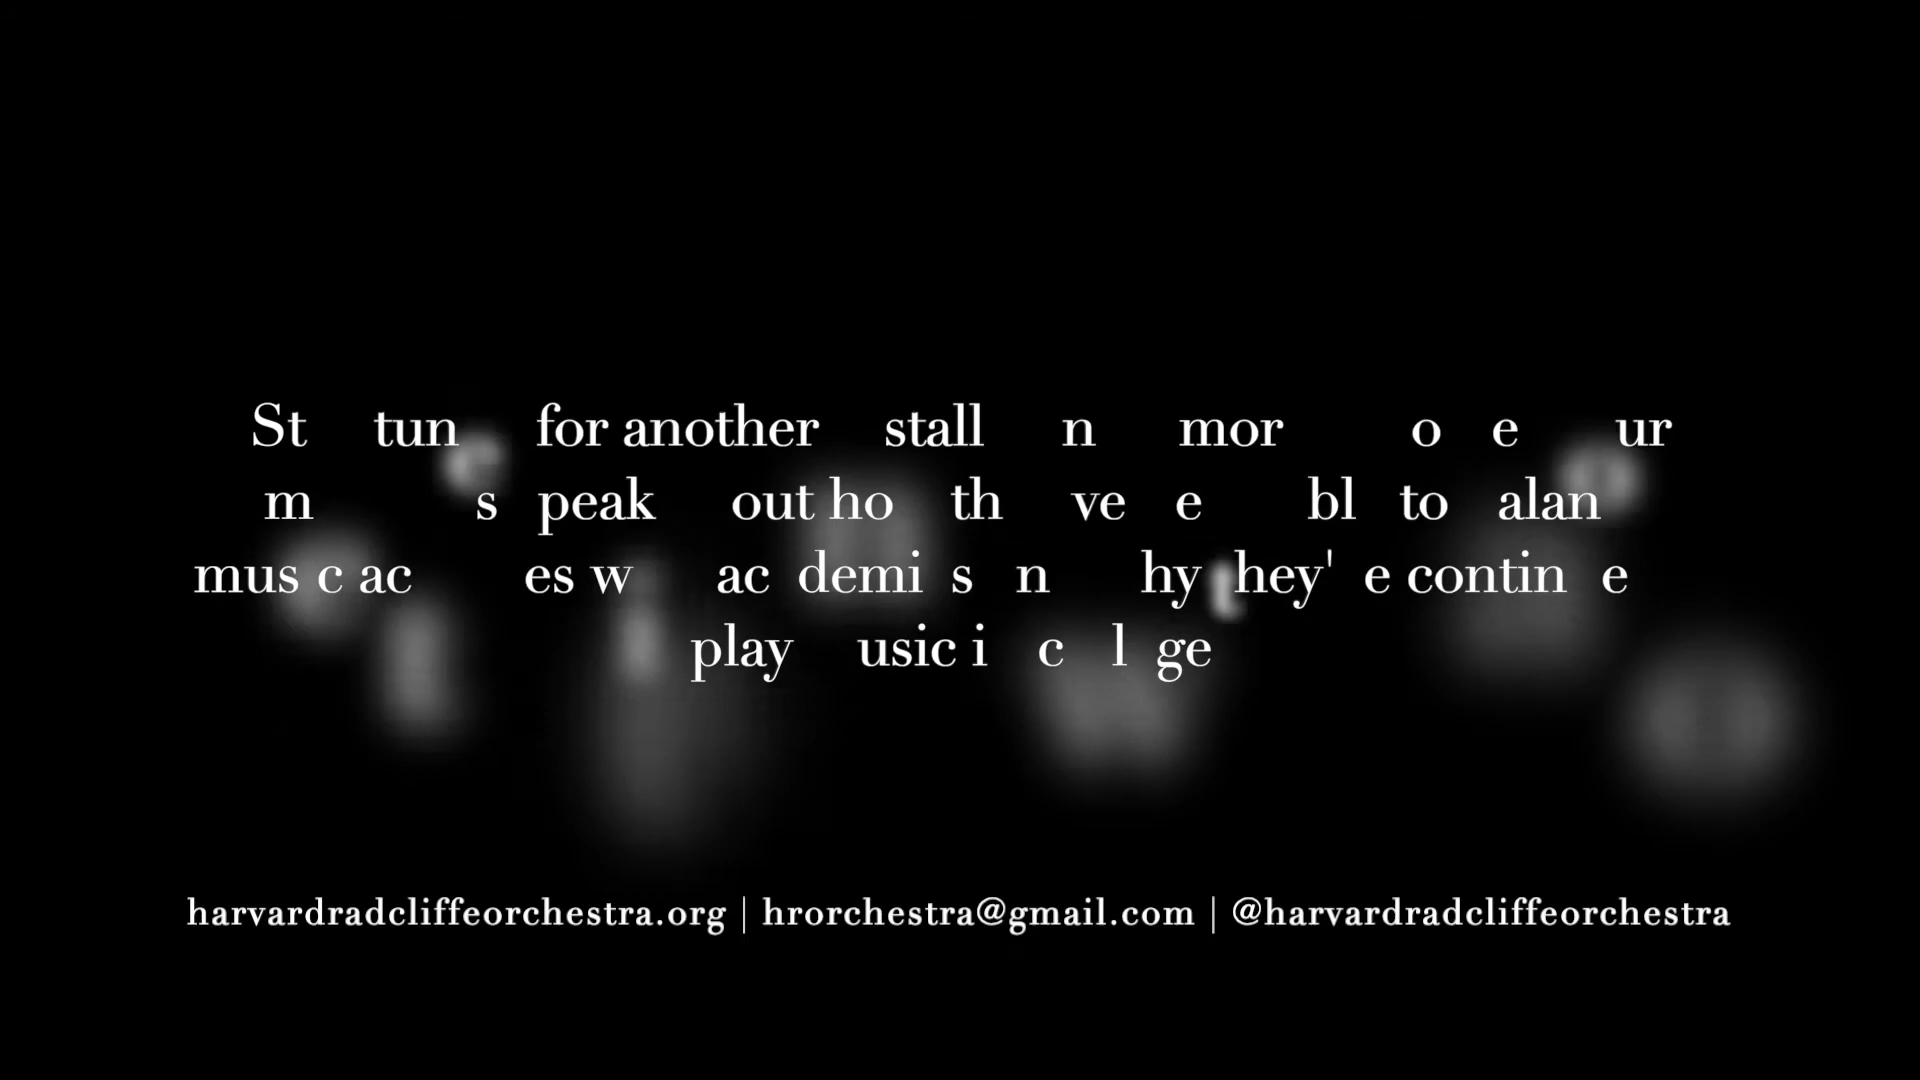 St tun for another stall n mor o e ur
m s peak out ho th ve e bl to alan
mus c ac es w ac demi s n hy they' e contin e
play usic i c l ge
harvardradcliffeorchestra.org | hrorchestra@gmail.com | @harvardradcliffeorchestra